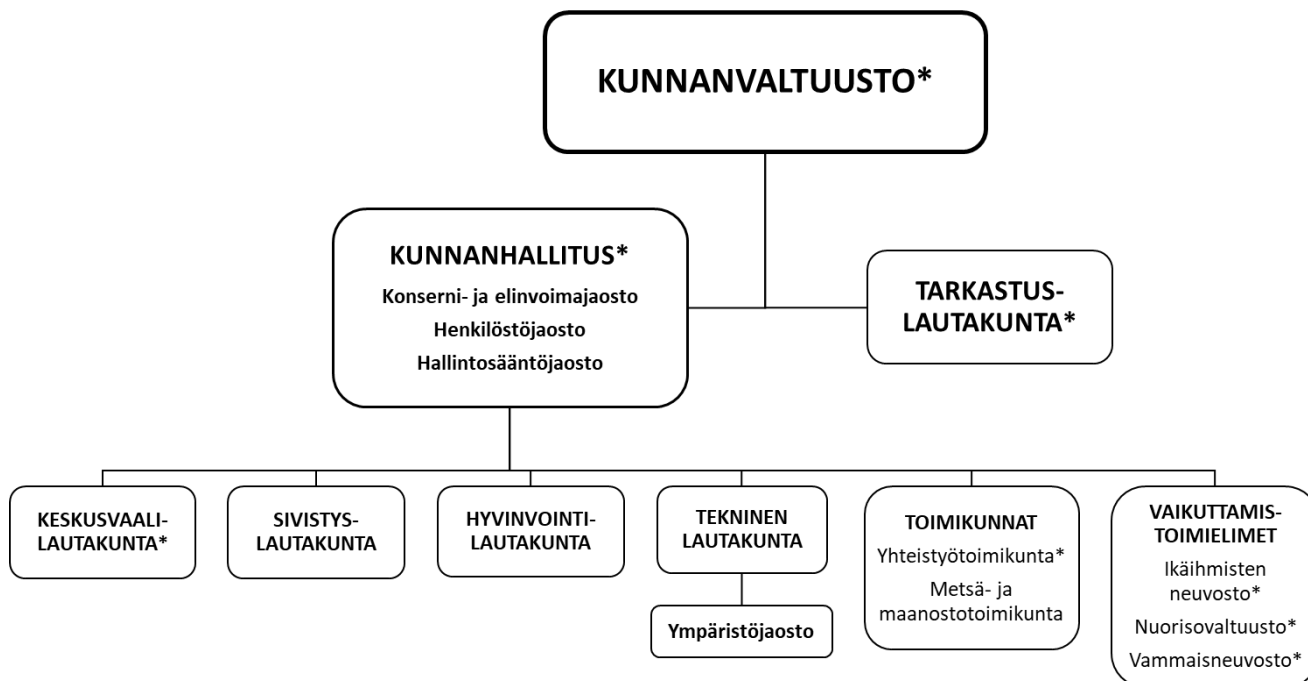 KUNNANVALTUUSTO*
KUNNANHALLITUS*
Konserni- ja elinvoimajaosto
Henkilöstöjaosto
Hallintosääntöjaosto
TARKASTUS-
LAUTAKUNTA*
KESKUSVAALI-
LAUTAKUNTA*
SIVISTYS-
LAUTAKUNTA
HYVINVOINTI-
LAUTAKUNTA
TEKNINEN
LAUTAKUNTA
Ympäristöjaosto
TOIMIKUNNAT
Yhteistyötoimikunta*
Metsä- ja
maanostotoimikunta
VAIKUTTAMIS-
TOIMIELIMET
Ikäihmisten
neuvosto*
Nuorisovaltuusto*
Vammaisneuvosto*